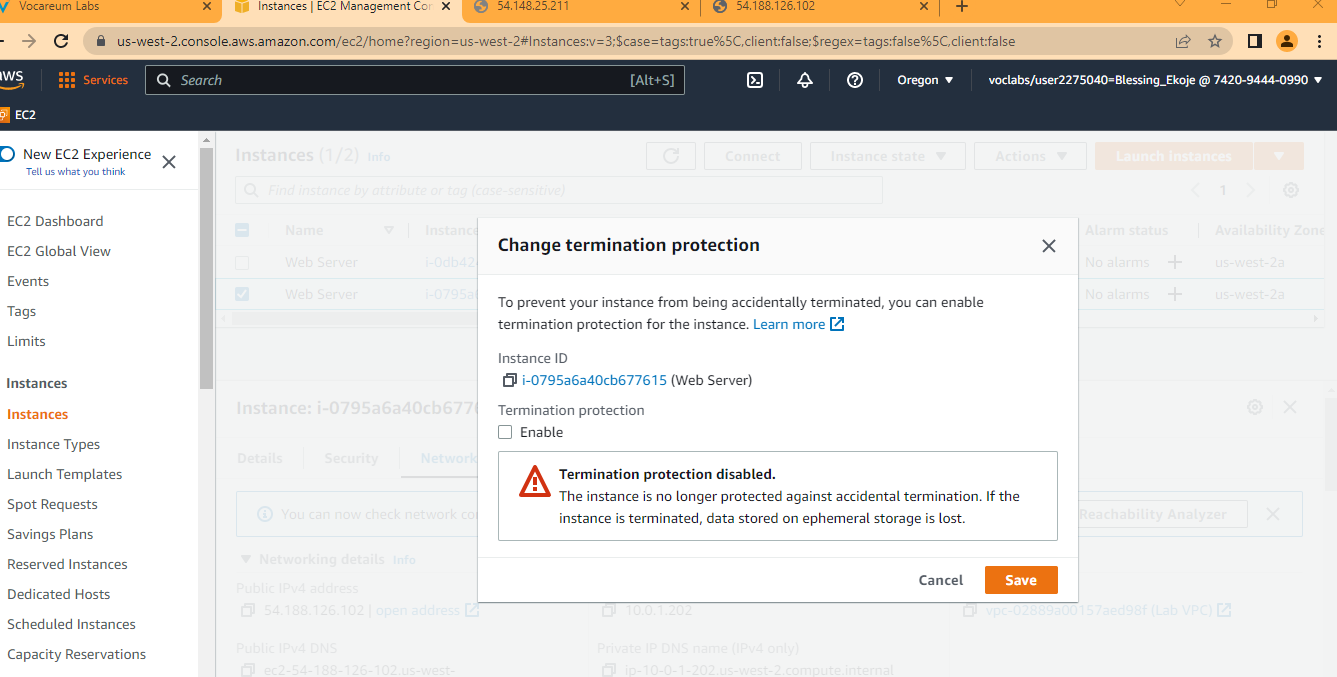 Vocareum Labs
Instances | EC2 Management Con
54.148.25.211
54.188.126.102
us-west-2.console.aws.amazon.com/ec2/home?region=us-west-2#Instances:v=3;$case=tags:true%5C,client:false;$regex=tags:false%5C,client:false
aws
Services
Search
[Alt+S]
Oregon
voclabs/user2275040=Blessing_Ekoje @ 7420-9444-0990
EC2
New EC2 Experience
Tell us what you think
EC2 Dashboard
EC2 Global View
Events
Tags
Limits
Instances
Instances
Instance Types
Launch Templates
Spot Requests
Savings Plans
Reserved Instances
Dedicated Hosts
Scheduled Instances
Capacity Reservations
Instances (1/2) Info
Connect
Instance state
Actions
Launch instances
Find instance by attribute or tag (case-sensitive)
1
Name
Instance
Alarm status
Availability Zone
Web Server
i-0db42
No alarms
us-west-2a
Web Server
i-0795a
No alarms
us-west-2a
Instance: i-0795a6a40cb6776
Details
Security
Network
You can now check network co
Reachability Analyzer
Networking details Info
Public IPv4 address
54.188.126.102 | open address
10.0.1.202
vpc-02889a00157aed98f (Lab VPC)
Public IPv4 DNS
ec2-54-188-126-102.us-west-
Private IP DNS name (IPv4 only)
ip-10-0-1-202.us-west-2.compute.internal
Change termination protection
To prevent your instance from being accidentally terminated, you can enable
termination protection for the instance. Learn more
Instance ID
i-0795a6a40cb677615 (Web Server)
Termination protection
Enable
Termination protection disabled.
The instance is no longer protected against accidental termination. If the
instance is terminated, data stored on ephemeral storage is lost.
Cancel
Save